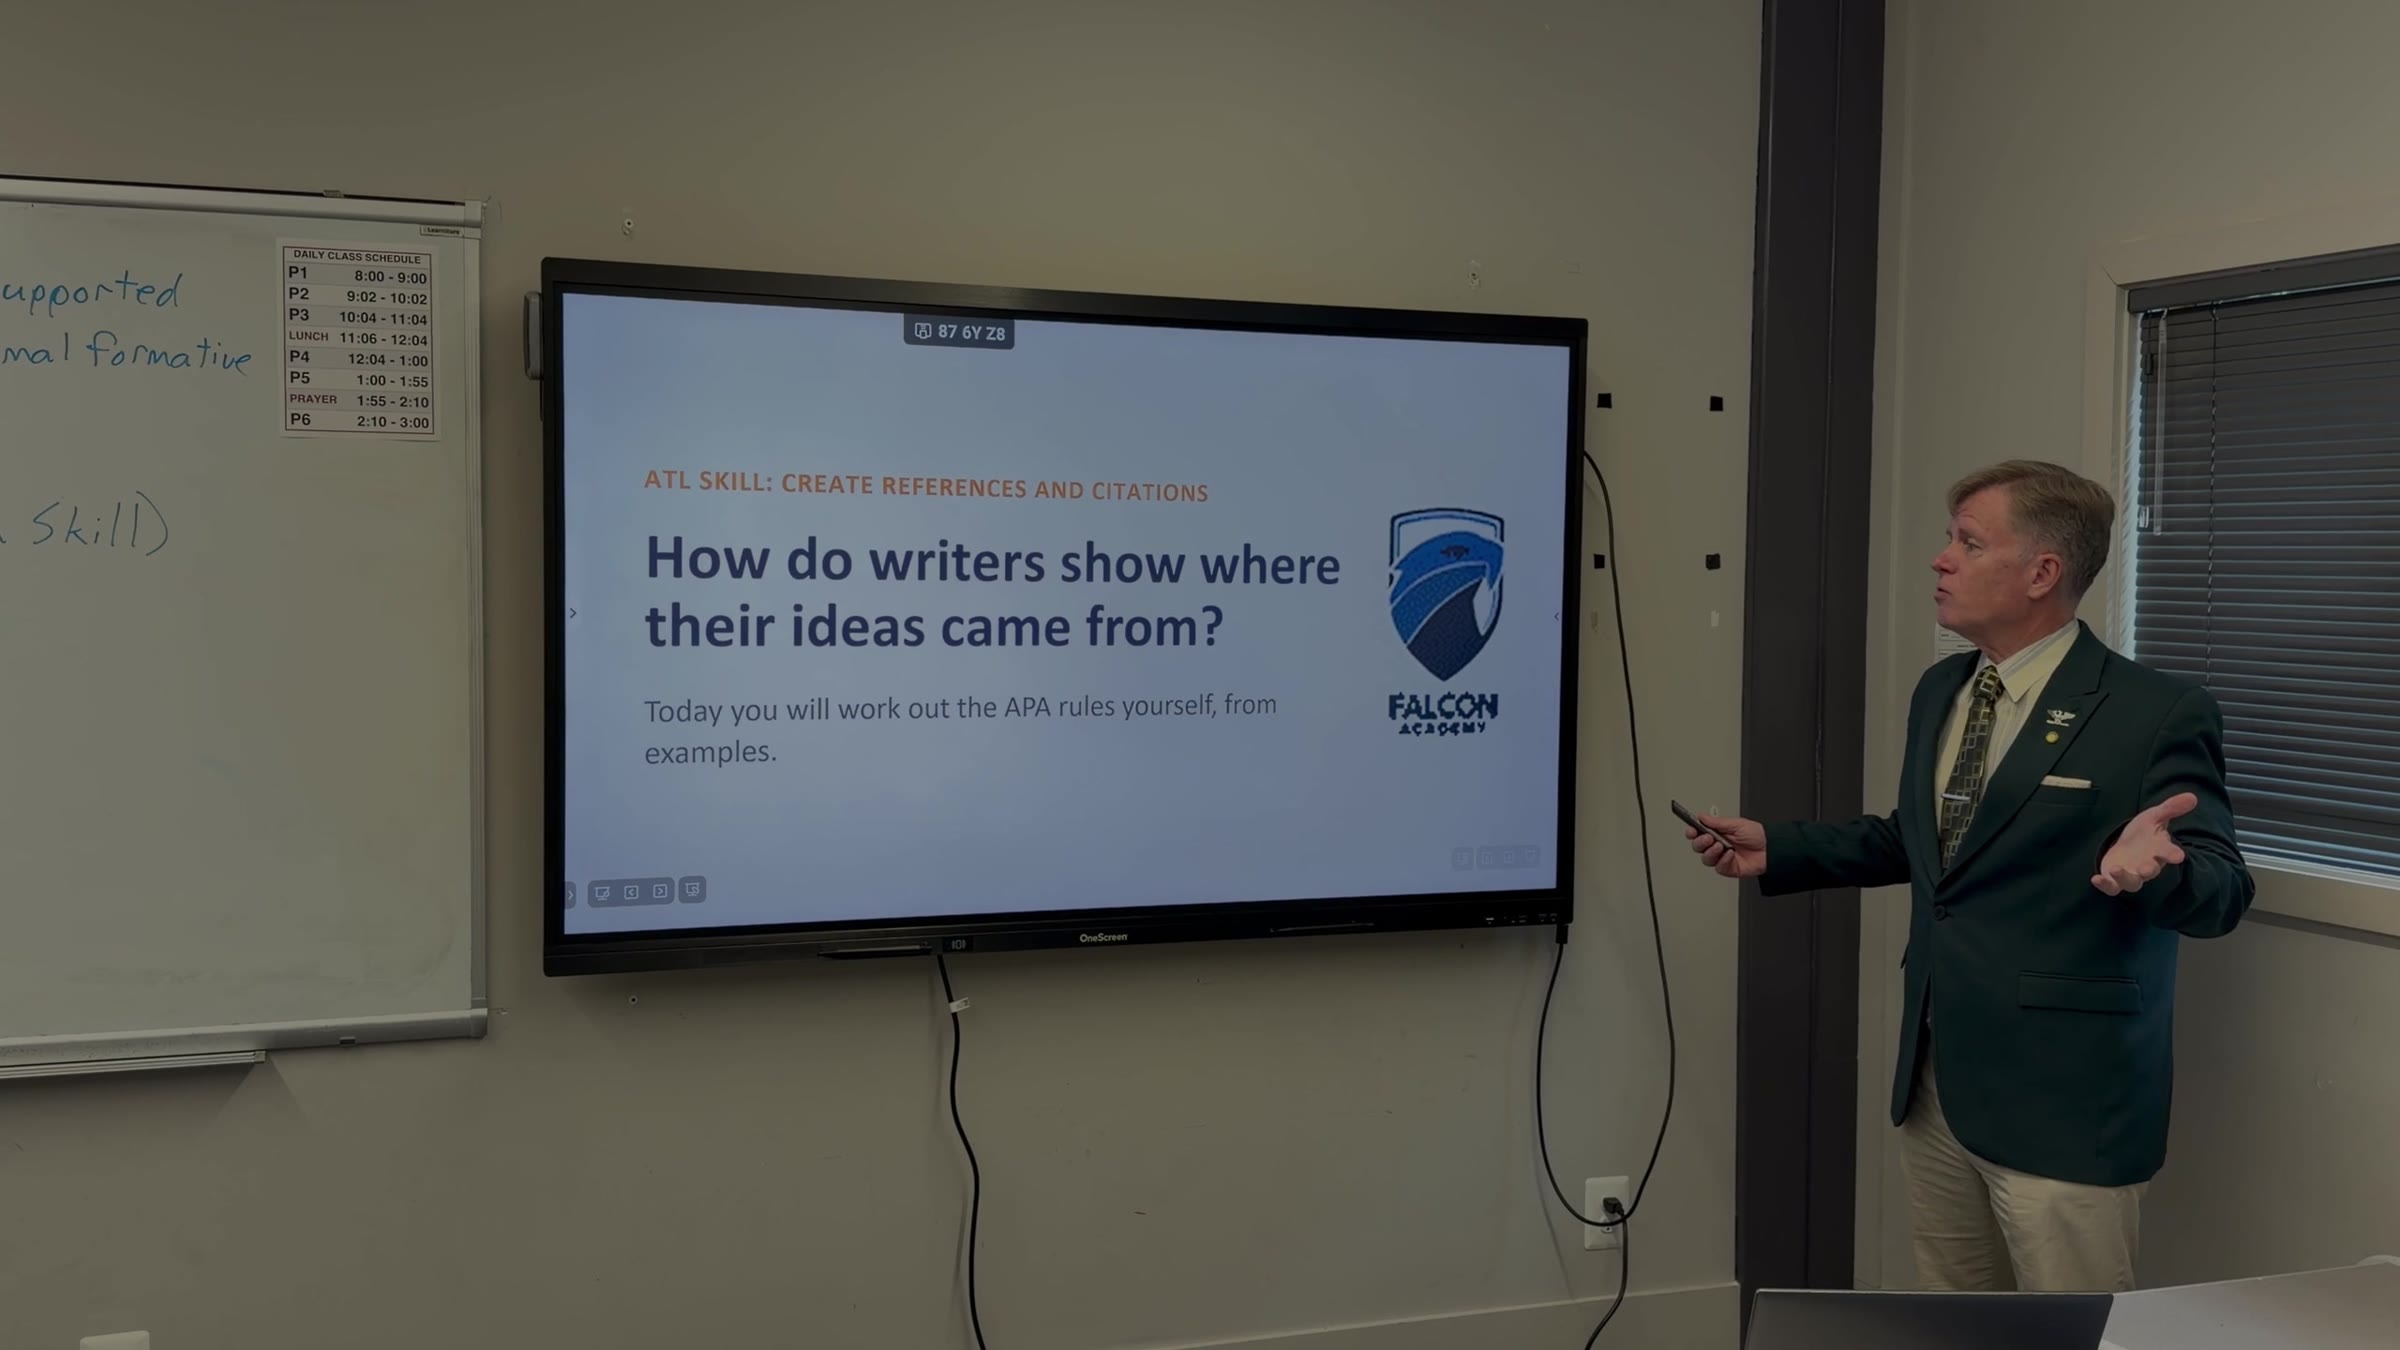 upported
mal formative
Skill)
Learniture
DAILY CLASS SCHEDULE
P1 8:00 - 9:00
P2 9:02 - 10:02
P3 10:04 - 11:04
LUNCH 11:06 - 12:04
P4 12:04 - 1:00
P5 1:00 - 1:55
PRAYER 1:55 - 2:10
P6 2:10 - 3:00
87 6Y Z8
ATL SKILL: CREATE REFERENCES AND CITATIONS
How do writers show where
their ideas came from?
Today you will work out the APA rules yourself, from
examples.
FALCON
ACADEMY
OneScreen